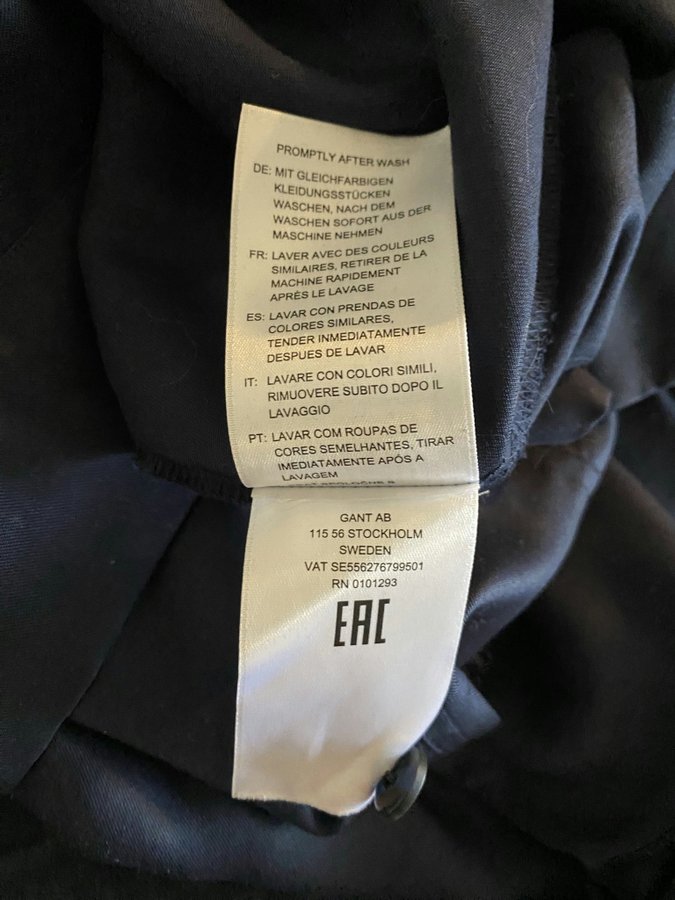 PROMPTLY AFTER WASH
DE: MIT GLEICHFARBIGEN
KLEIDUNGSSTÜCKEN
WASCHEN, NACH DEM
WASCHEN SOFORT AUS DER
MASCHINE NEHMEN
FR: LAVER AVEC DES COULEURS
SIMILAIRES, RETIRER DE LA
MACHINE RAPIDEMENT
APRÈS LE LAVAGE
ES: LAVAR CON PRENDAS DE
COLORES SIMILARES,
TENDER INMEDIATAMENTE
DESPUES DE LAVAR
IT: LAVARE CON COLORI SIMILI,
RIMUOVERE SUBITO DOPO IL
LAVAGGIO
PT: LAVAR COM ROUPAS DE
CORES SEMELHANTES, TIRAR
IMEDIATAMENTE APÓS A
LAVAGEM
GANT AB
115 56 STOCKHOLM
SWEDEN
VAT SE556276799501
RN 0101293
EAC